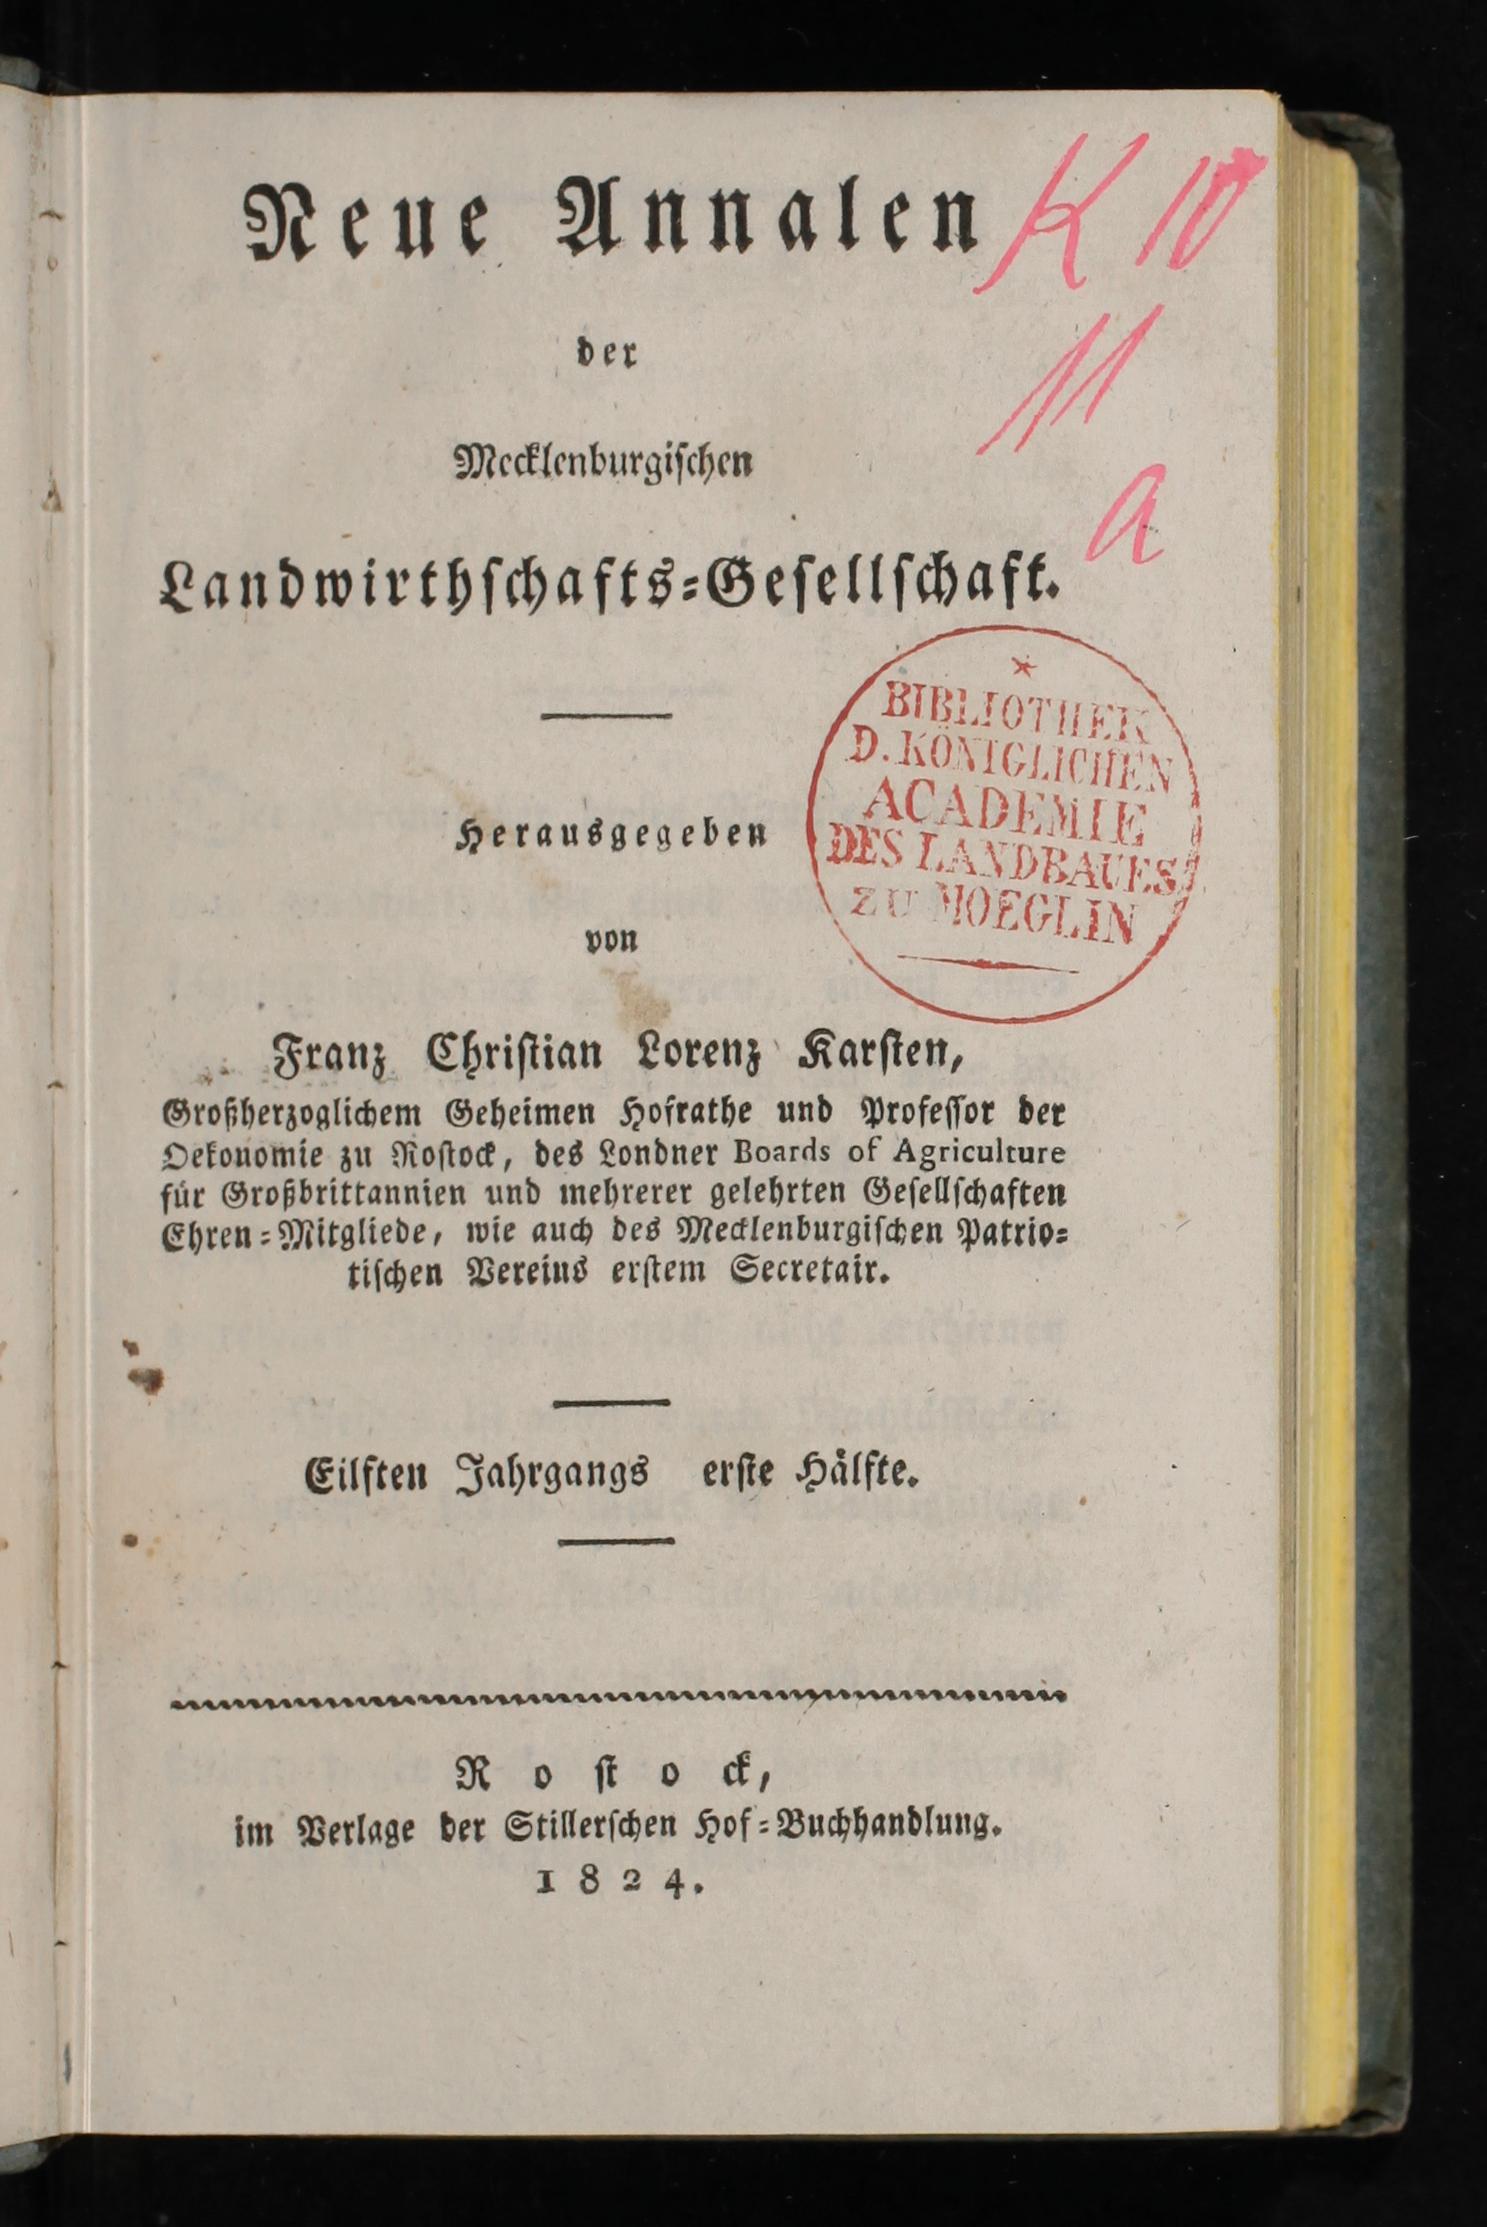 Neue Annalen
K 10
11
a
der
Mecklenburgiſchen
Landwirthſchafts-Geſellſchaft.
BIBLIOTHEK
D. KÖNIGLICHEN
ACADEMIE
DES LANDBAUES
ZU MOEGLIN
Herausgegeben
von
Franz Chriſtian Lorenz Karſten,
Großherzoglichem Geheimen Hofrathe und Profeſſor der
Oekonomie zu Roſtock, des Londner Boards of Agriculture
für Großbrittannien und mehrerer gelehrten Geſellſchaften
Ehren-Mitgliede, wie auch des Mecklenburgiſchen Patrio-
tiſchen Vereins erſtem Secretair.
Eilften Jahrgangs erſte Hälfte.
Roſtock,
im Verlage der Stillerſchen Hof-Buchhandlung.
1824.